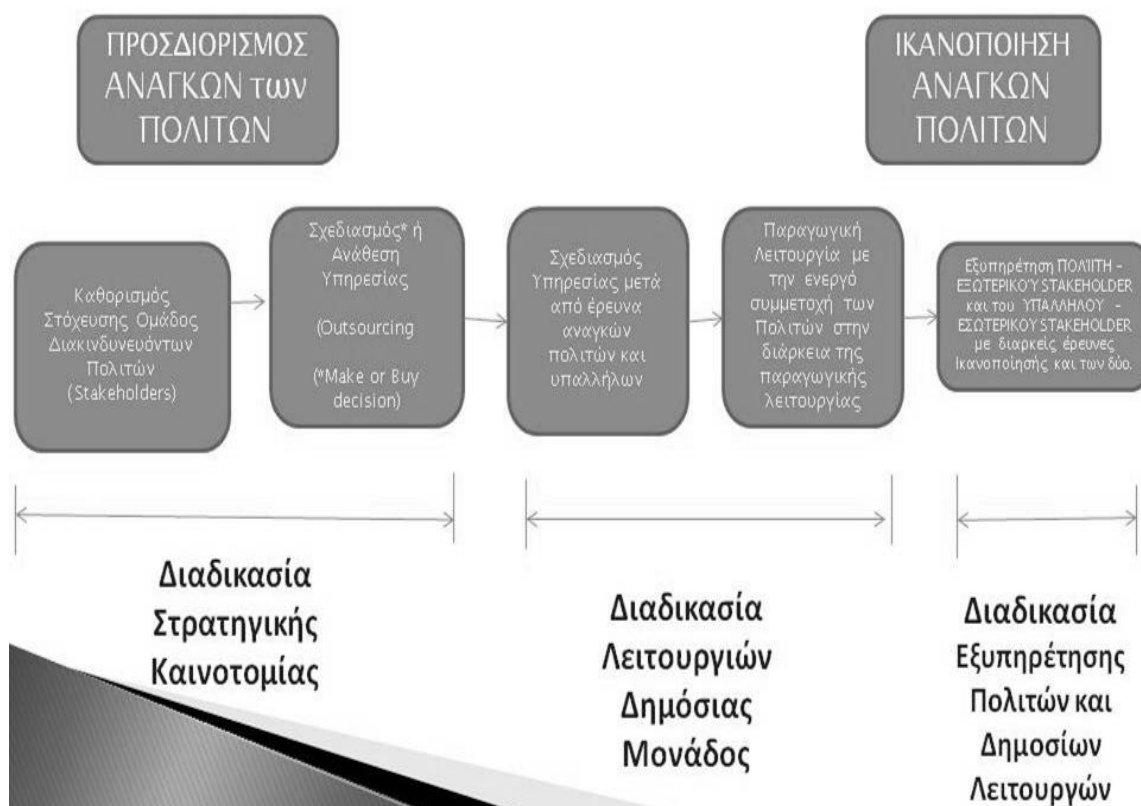 ΠΡΟΣΔΙΟΡΙΣΜΟΣ
ΑΝΑΓΚΩΝ των
ΠΟΛΙΤΩΝ
ΙΚΑΝΟΠΟΙΗΣΗ
ΑΝΑΓΚΩΝ
ΠΟΛΙΤΩΝ
Καθορισμός
Στόχευσης Ομάδος
Διακινδυνευόντων
Πολιτών
(Stakeholders)
Σχεδιασμός* ή
Ανάθεση
Υπηρεσίας
(Outsourcing
(*Make or Buy
decision)
Σχεδιασμός
Υπηρεσίας μετά
από έρευνα
αναγκών
πολιτών και
υπαλλήλων
Παραγωγική
Λειτουργία με
την ενεργό
συμμετοχή των
Πολιτών στην
διάρκεια της
παραγωγικής
λειτουργίας
Εξυπηρέτηση ΠΟΛΙΤΗ –
ΕΞΩΤΕΡΙΚΟΎ STAKEHOLDER
και του ΥΠΑΛΛΗΛΟΥ –
ΕΣΩΤΕΡΙΚΟΥ STAKEHOLDER
με διαρκείς έρευνες
Ικανοποίησής και των δύο.
Διαδικασία
Στρατηγικής
Καινοτομίας
Διαδικασία
Λειτουργιών
Δημόσιας
Μονάδος
Διαδικασία
Εξυπηρέτησης
Πολιτών και
Δημοσίων
Λειτουργών